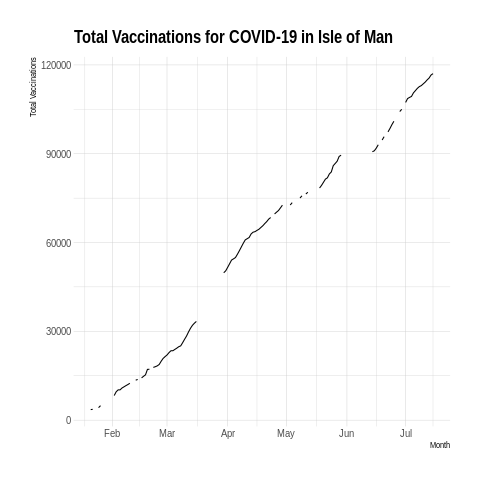 Total Vaccinations for COVID-19 in Isle of Man
Total Vaccinations
120000
90000
60000
30000
0
Feb Mar Apr May Jun Jul
Month